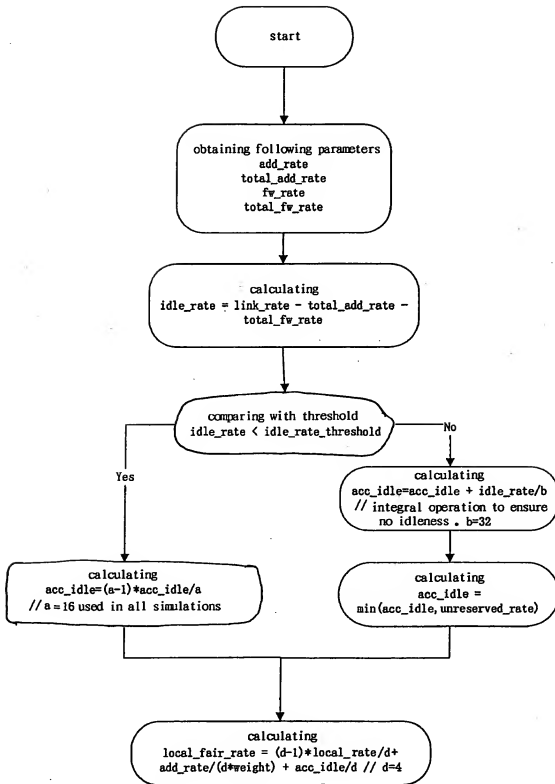 start
obtaining following parameters
add_rate
total_add_rate
fw_rate
total_fw_rate
calculating
idle_rate = link_rate - total_add_rate -
total_fw_rate
comparing with threshold
idle_rate < idle_rate_threshold
Yes
No
calculating
acc_idle=acc_idle + idle_rate/b
// integral operation to ensure
no idleness . b=32
calculating
acc_idle=(a-1)*acc_idle/a
// a = 16 used in all simulations
calculating
acc_idle =
min(acc_idle,unreserved_rate)
calculating
local_fair_rate = (d-1)*local_rate/d+
add_rate/(d*weight) + acc_idle/d // d=4